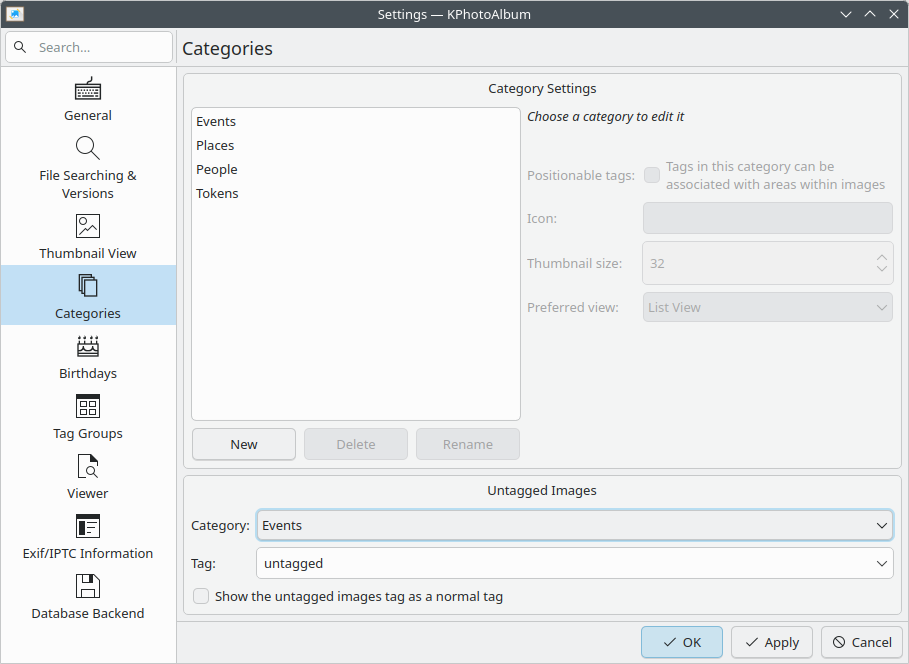 Settings — KPhotoAlbum
Search...
Categories
General
File Searching &
Versions
Thumbnail View
Categories
Birthdays
Tag Groups
Viewer
Exif/IPTC Information
Database Backend
Category Settings
Events
Places
People
Tokens
Choose a category to edit it
Positionable tags:
Tags in this category can be
associated with areas within images
Icon:
Thumbnail size:
32
Preferred view:
List View
New
Delete
Rename
Untagged Images
Category:
Events
Tag:
untagged
Show the untagged images tag as a normal tag
OK
Apply
Cancel